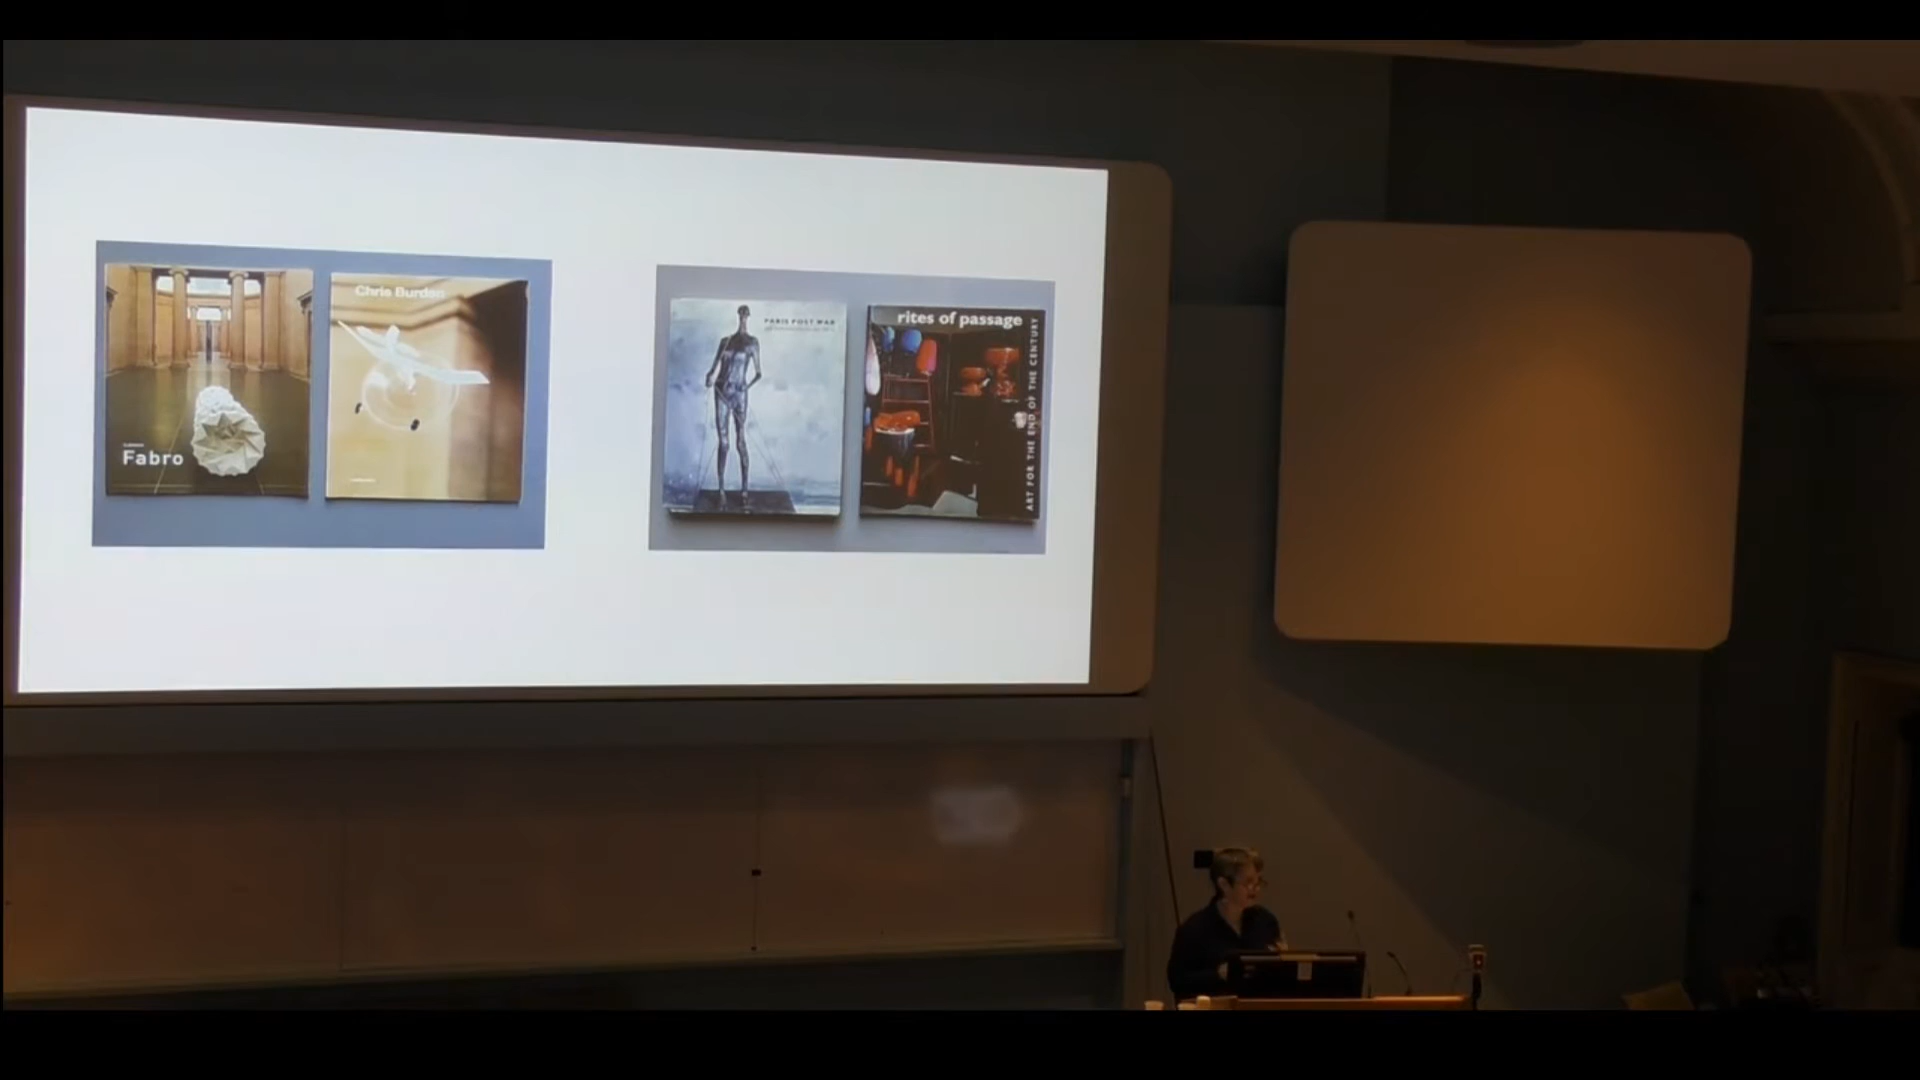 Fabro
Chris Burden
PARIS POST WAR
rites of passage
ART FOR THE END OF THE CENTURY